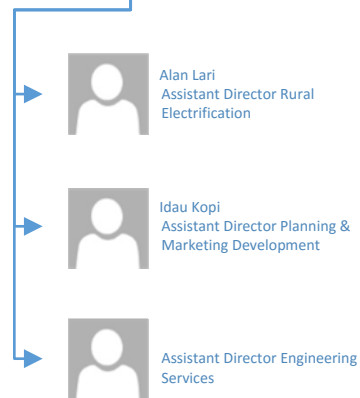 Alan Lari
Assistant Director Rural
Electrification
Idau Kopi
Assistant Director Planning &
Marketing Development
Assistant Director Engineering
Services